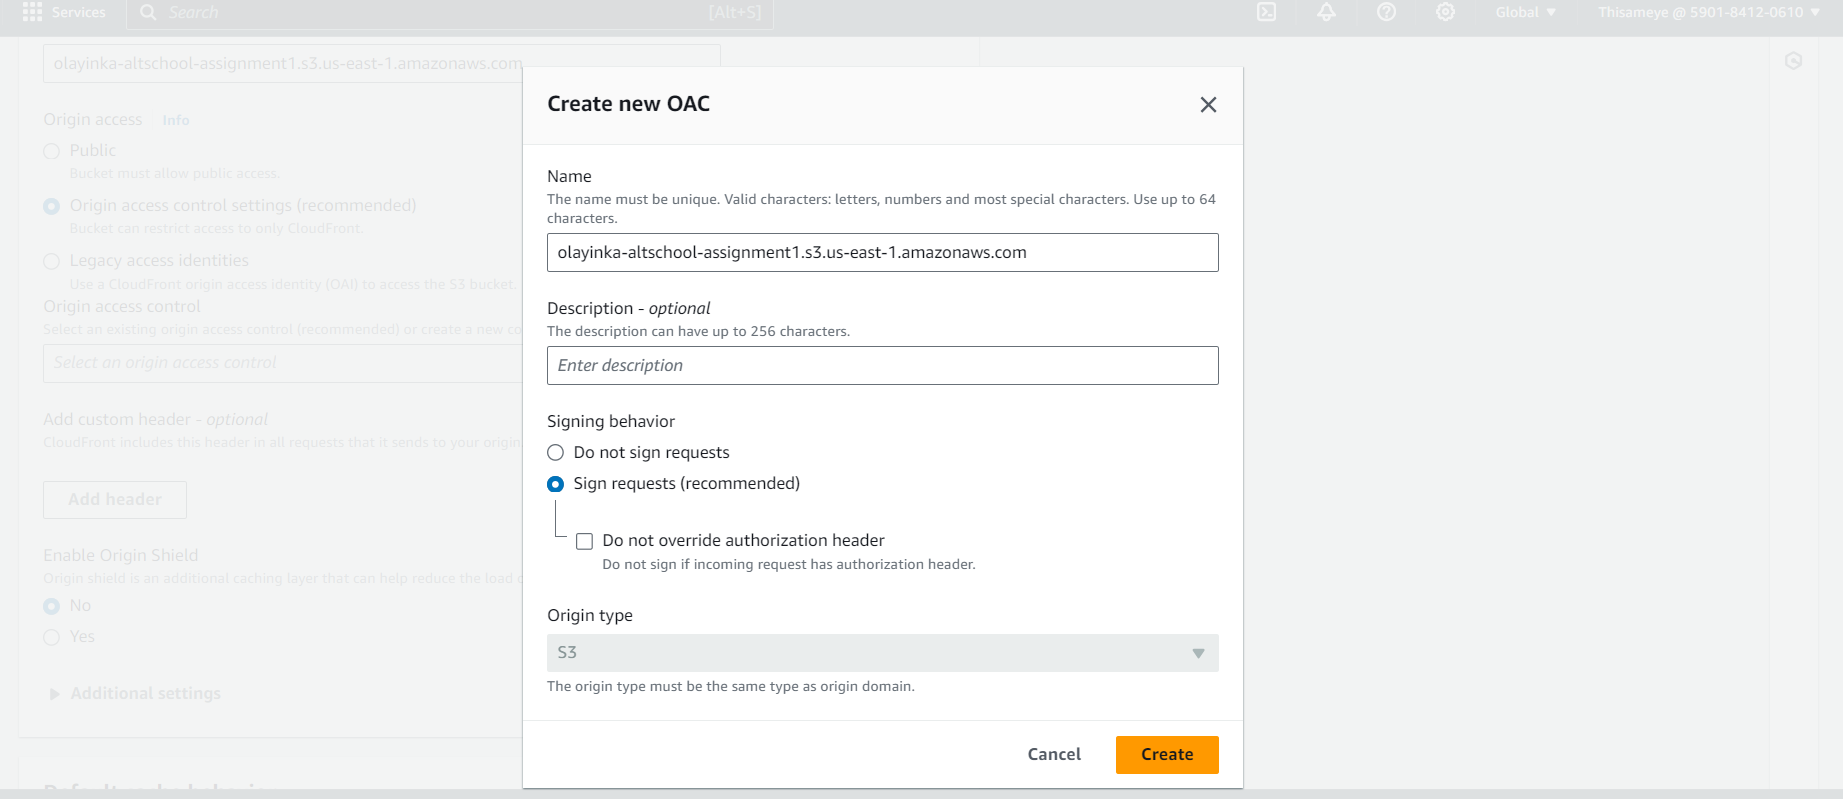 Services
Search
[Alt+S]
Global
Thisameye @ 5901-8412-0610
olayinka-altschool-assignment1.s3.us-east-1.amazonaws.com
Origin access
Info
Public
Bucket must allow public access.
Origin access control settings (recommended)
Bucket can restrict access to only CloudFront.
Legacy access identities
Use a CloudFront origin access identity (OAI) to access the S3 bucket.
Origin access control
Select an existing origin access control (recommended) or create a new co
Select an origin access control
Add custom header - optional
CloudFront includes this header in all requests that it sends to your origin
Add header
Enable Origin Shield
Origin shield is an additional caching layer that can help reduce the load
No
Yes
Additional settings
Create new OAC
Name
The name must be unique. Valid characters: letters, numbers and most special characters. Use up to 64
characters.
olayinka-altschool-assignment1.s3.us-east-1.amazonaws.com
Description - optional
The description can have up to 256 characters.
Enter description
Signing behavior
Do not sign requests
Sign requests (recommended)
Do not override authorization header
Do not sign if incoming request has authorization header.
Origin type
S3
The origin type must be the same type as origin domain.
Cancel
Create